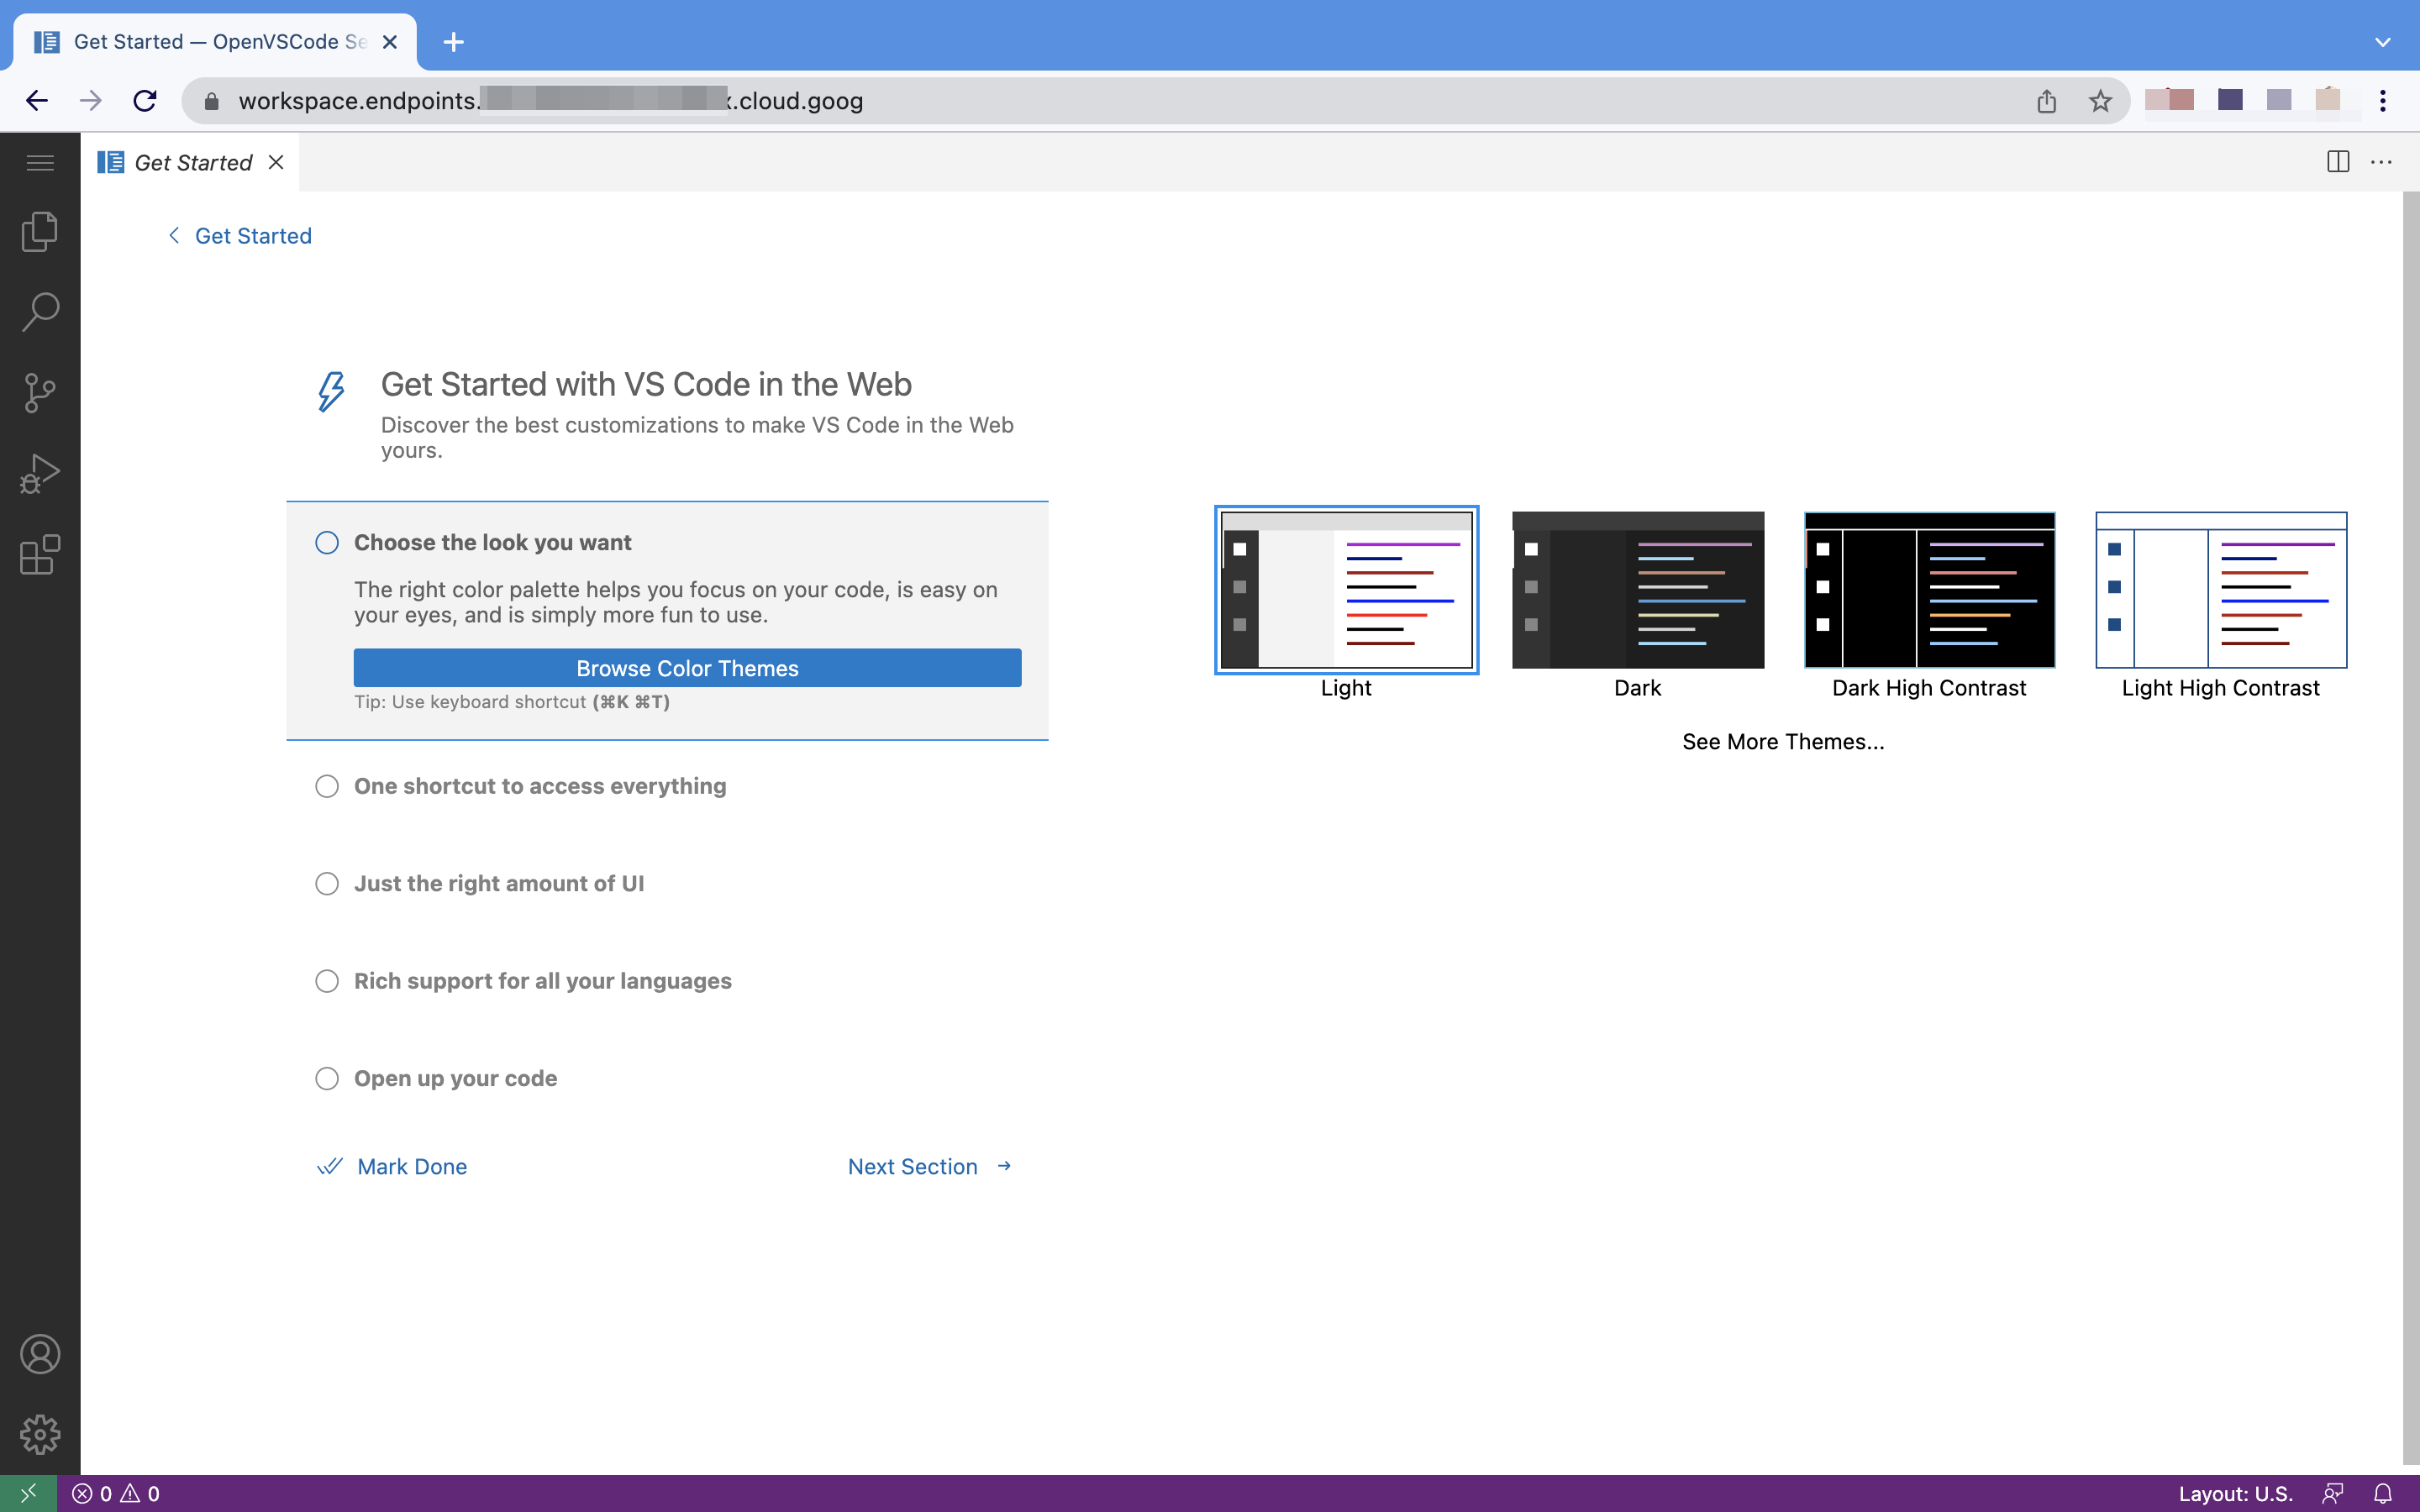 Get Started — OpenVSCode Se
workspace.endpoints.
.cloud.goog
Get Started
Get Started
Get Started with VS Code in the Web
Discover the best customizations to make VS Code in the Web
yours.
Choose the look you want
The right color palette helps you focus on your code, is easy on
your eyes, and is simply more fun to use.
Browse Color Themes
Tip: Use keyboard shortcut (⌘K ⌘T)
Light
Dark
Dark High Contrast
Light High Contrast
See More Themes...
One shortcut to access everything
Just the right amount of UI
Rich support for all your languages
Open up your code
Mark Done
Next Section
0
0
Layout: U.S.